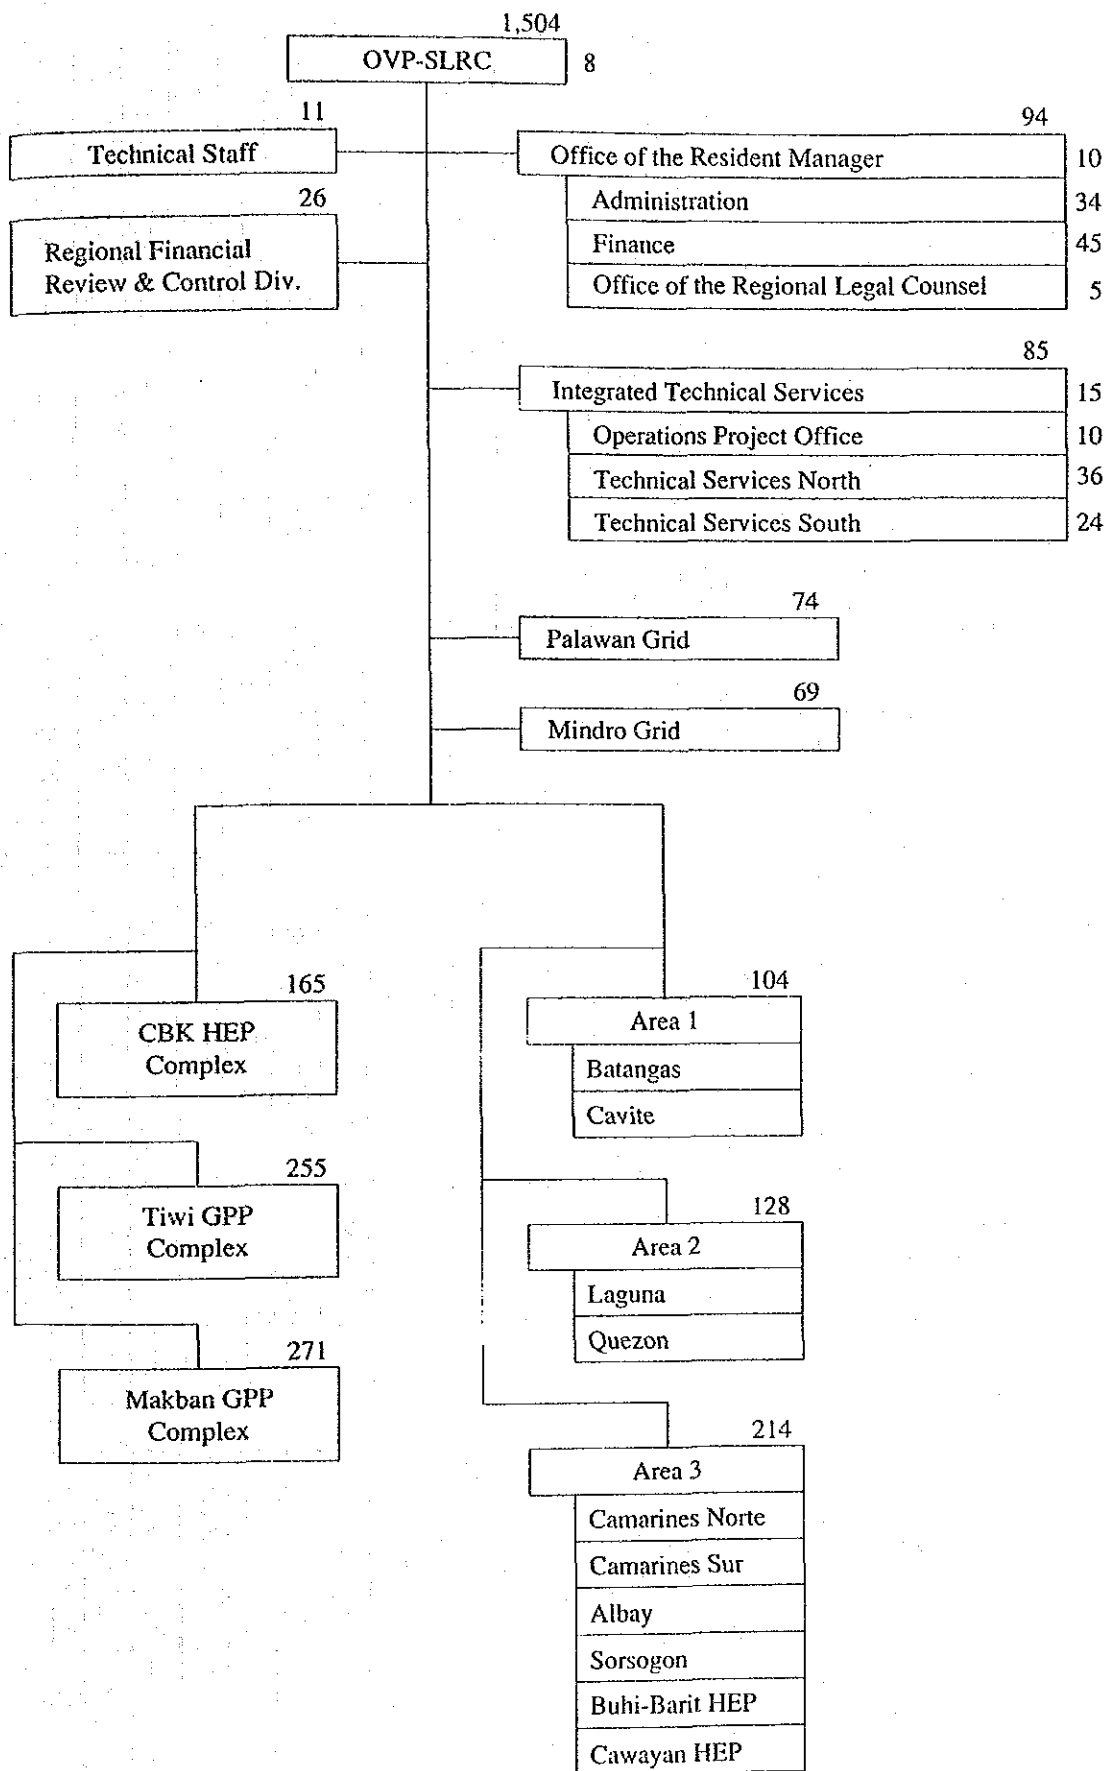 1,504
OVP-SLRC 8
11
Technical Staff
26
Regional Financial
Review & Control Div.
94
Office of the Resident Manager 10
Administration 34
Finance 45
Office of the Regional Legal Counsel 5
85
Integrated Technical Services 15
Operations Project Office 10
Technical Services North 36
Technical Services South 24
74
Palawan Grid
69
Mindro Grid
165
CBK HEP
Complex
255
Tiwi GPP
Complex
271
Makban GPP
Complex
104
Area 1
Batangas
Cavite
128
Area 2
Laguna
Quezon
214
Area 3
Camarines Norte
Camarines Sur
Albay
Sorsogon
Buhi-Barit HEP
Cawayan HEP